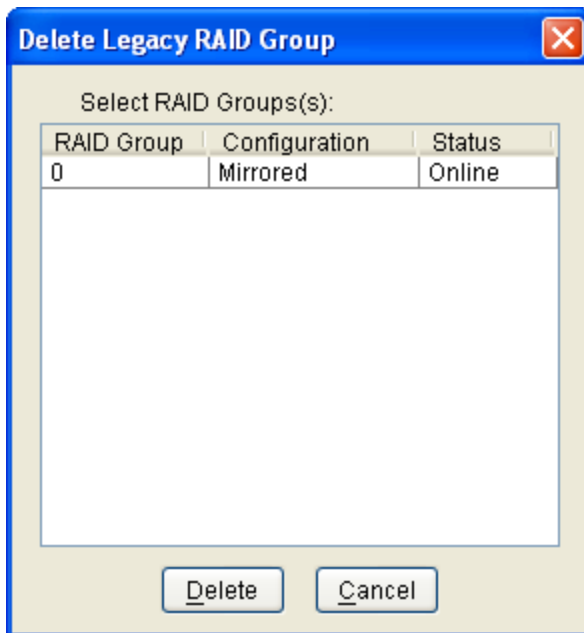 Delete Legacy RAID Group
Select RAID Groups(s):
RAID Group Configuration Status
0 Mirrored Online
Delete Cancel